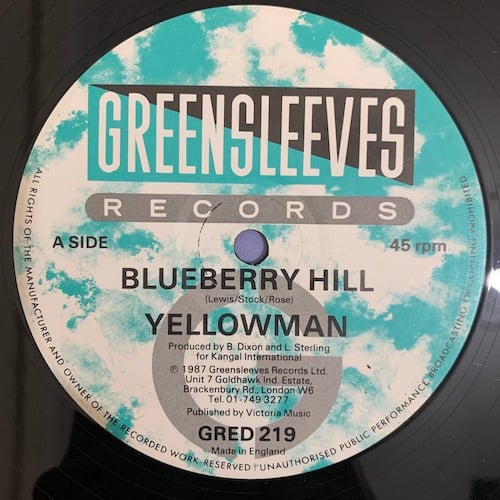 GREENSLEEVES
RECORDS
A SIDE
45 rpm
BLUEBERRY HILL
(Lewis/Stock/Rose)
YELLOWMAN
Produced by B. Dixon and L. Sterling
for Kangal International
℗ 1987 Greensleeves Records Ltd.
Unit 7 Goldhawk Ind. Estate,
Brackenbury Rd., London W6
Tel. 01-749 3277
Published by Victoria Music
GRED 219
Made in England
ALL RIGHTS OF THE MANUFACTURER AND OWNER OF THE RECORDED WORK RESERVED · UNAUTHORISED PUBLIC PERFORMANCE BROADCASTING PROHIBITED